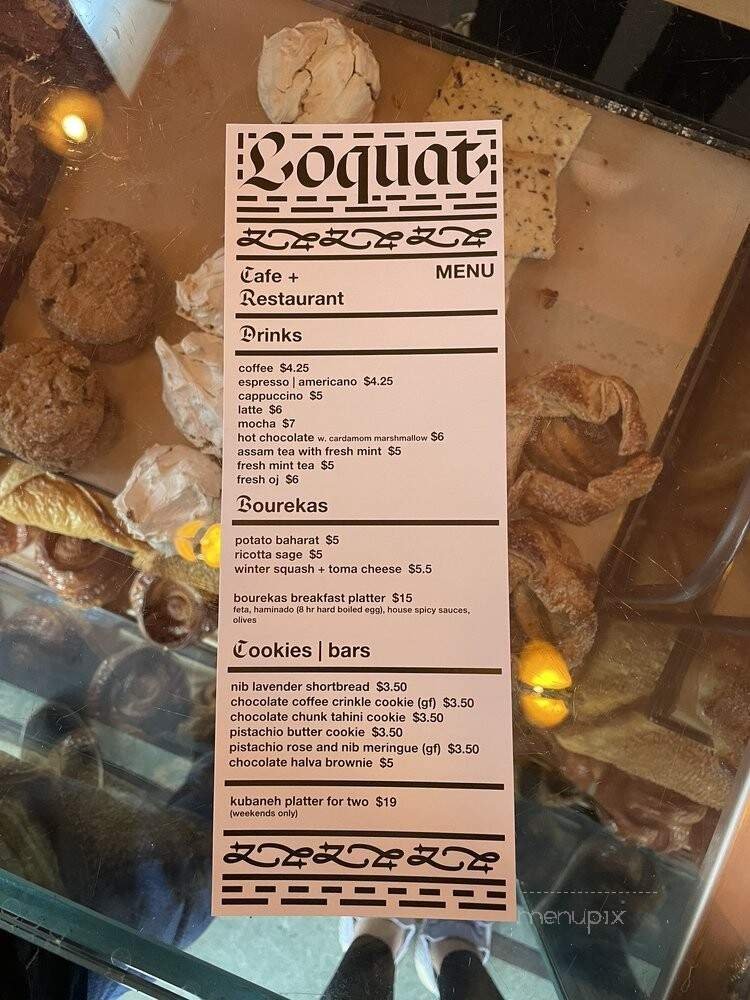 Loquat
Cafe +
Restaurant
MENU
Drinks
coffee $4.25
espresso | americano $4.25
cappuccino $5
latte $6
mocha $7
hot chocolate w. cardamom marshmallow $6
assam tea with fresh mint $5
fresh mint tea $5
fresh oj $6
Bourekas
potato baharat $5
ricotta sage $5
winter squash + toma cheese $5.5
bourekas breakfast platter $15
feta, haminado (8 hr hard boiled egg), house spicy sauces,
olives
Cookies | bars
nib lavender shortbread $3.50
chocolate coffee crinkle cookie (gf) $3.50
chocolate chunk tahini cookie $3.50
pistachio butter cookie $3.50
pistachio rose and nib meringue (gf) $3.50
chocolate halva brownie $5
kubaneh platter for two $19
(weekends only)
menupix